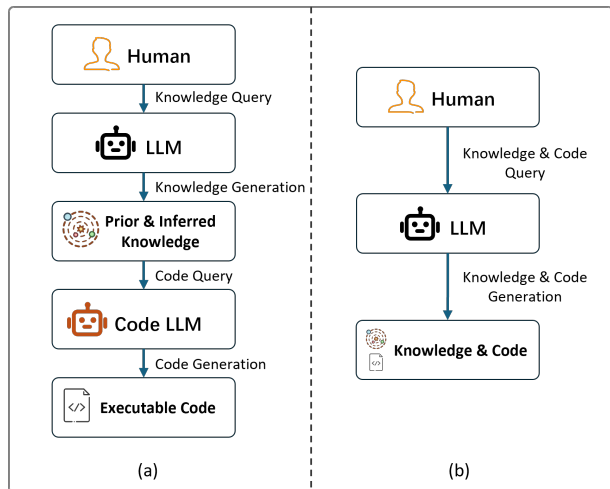 Human
Knowledge Query
LLM
Knowledge Generation
Prior & Inferred
Knowledge
Code Query
Code LLM
Code Generation
</>
Executable Code
(a)
Human
Knowledge & Code
Query
LLM
Knowledge & Code
Generation
Knowledge & Code
</>
(b)